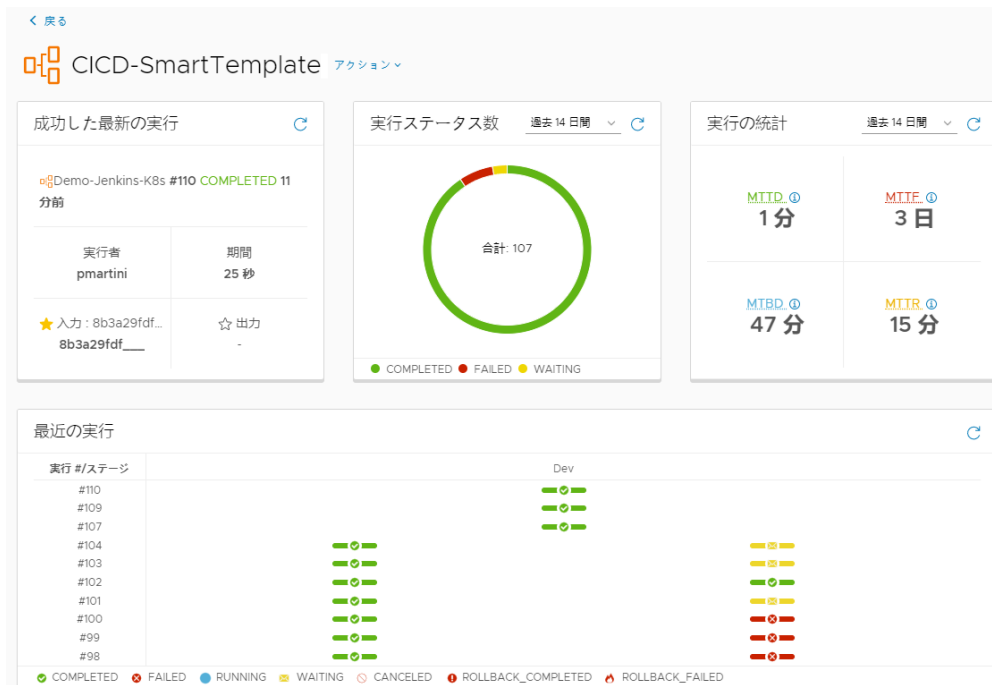 戻る
CICD-SmartTemplate アクション
成功した最新の実行
Demo-Jenkins-K8s #110 COMPLETED 11
分前
実行者
pmartini
期間
25 秒
入力 : 8b3a29fdf...
8b3a29fdf___
出力
-
実行ステータス数 過去 14 日間
合計: 107
COMPLETED FAILED WAITING
実行の統計 過去 14 日間
MTTD
1 分
MTTF
3 日
MTBD
47 分
MTTR
15 分
最近の実行
実行 #/ステージ Dev
#110
#109
#107
#104
#103
#102
#101
#100
#99
#98
COMPLETED FAILED RUNNING WAITING CANCELED ROLLBACK_COMPLETED ROLLBACK_FAILED